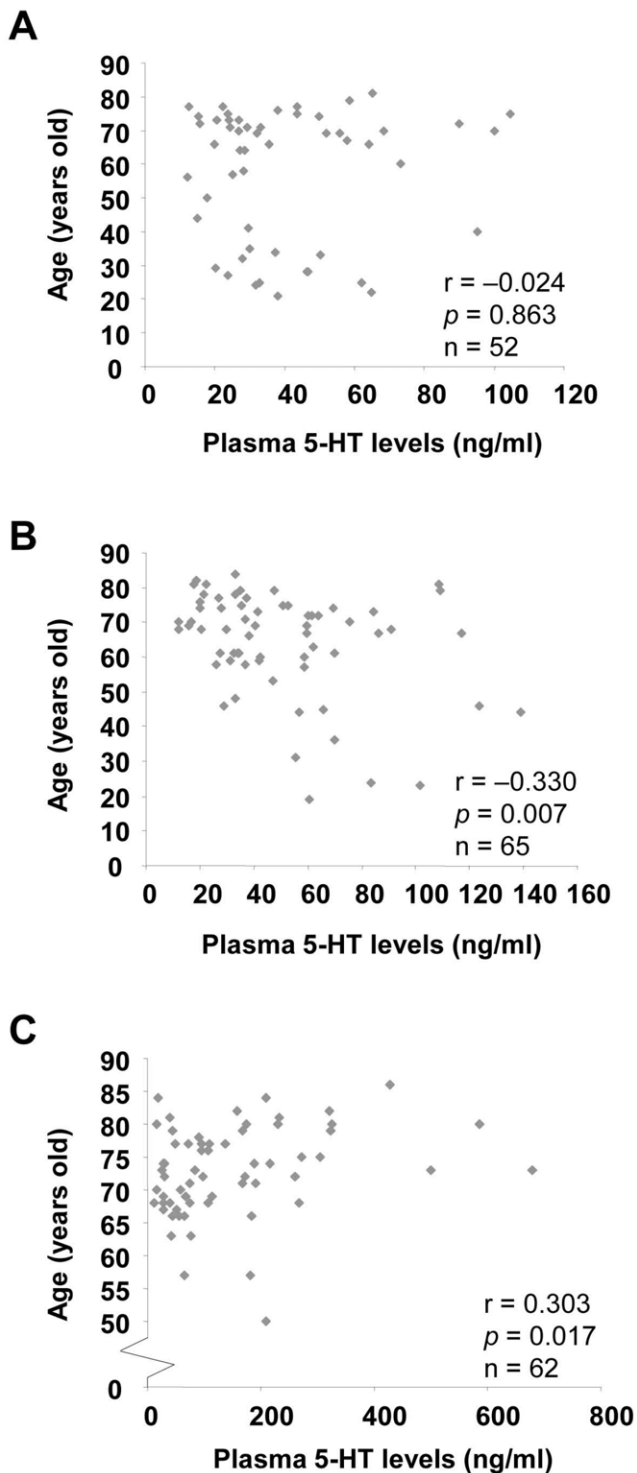 A
90
80
70
60
50
40
30
20
10
0
Age (years old)
r = –0.024
p = 0.863
n = 52
0 20 40 60 80 100 120
Plasma 5-HT levels (ng/ml)
B
90
80
70
60
50
40
30
20
10
0
Age (years old)
r = –0.330
p = 0.007
n = 65
0 20 40 60 80 100 120 140 160
Plasma 5-HT levels (ng/ml)
C
90
85
80
75
70
65
60
55
50
0
Age (years old)
r = 0.303
p = 0.017
n = 62
0 200 400 600 800
Plasma 5-HT levels (ng/ml)